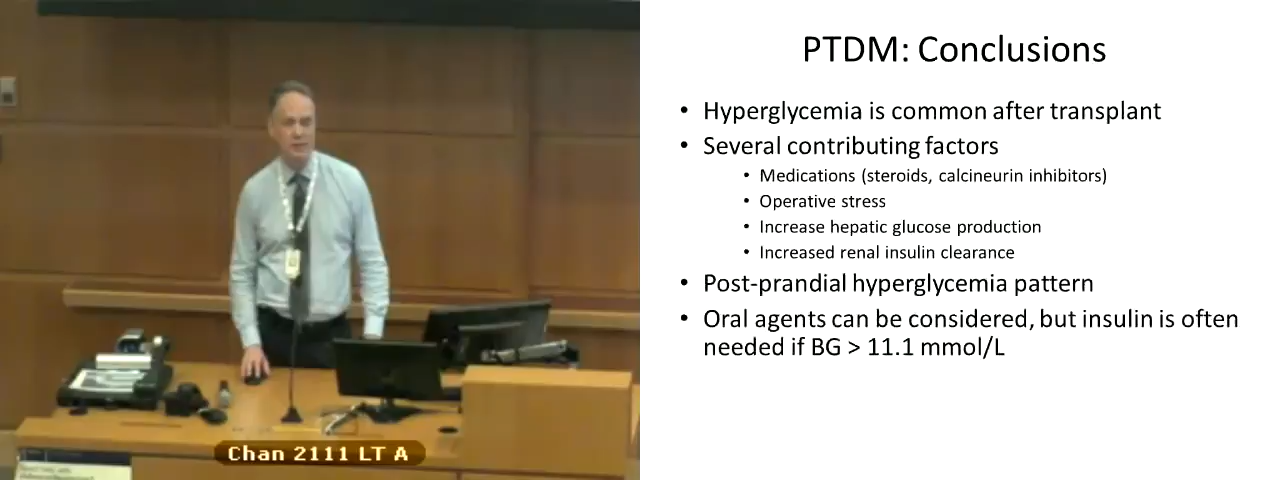 PTDM: Conclusions
• Hyperglycemia is common after transplant
• Several contributing factors
• Medications (steroids, calcineurin inhibitors)
• Operative stress
• Increase hepatic glucose production
• Increased renal insulin clearance
• Post-prandial hyperglycemia pattern
• Oral agents can be considered, but insulin is often
needed if BG > 11.1 mmol/L
Chan 2111 LT A